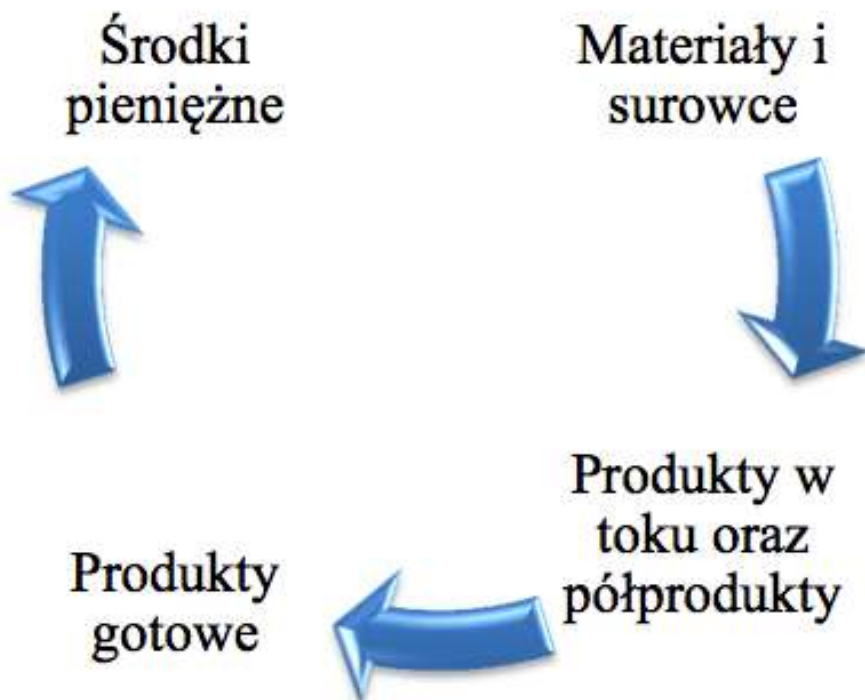 Środki
pieniężne
Materiały i
surowce
Produkty w
toku oraz
półprodukty
Produkty
gotowe